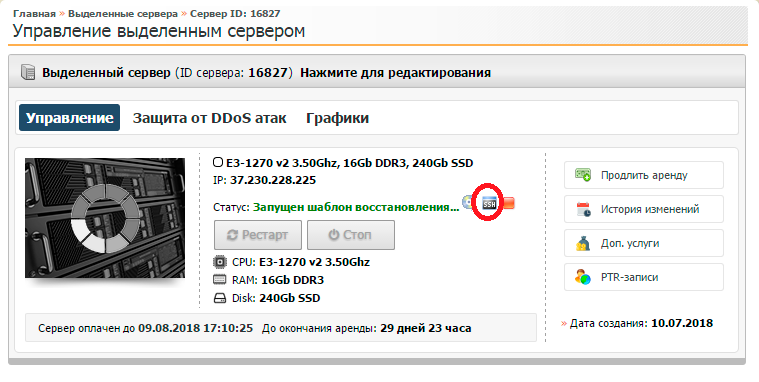 Главная » Выделенные сервера » Сервер ID: 16827
Управление выделенным сервером
Выделенный сервер (ID сервера: 16827) Нажмите для редактирования
Управление Защита от DDoS атак Графики
E3-1270 v2 3.50Ghz, 16Gb DDR3, 240Gb SSD
IP: 37.230.228.225
Статус: Запущен шаблон восстановления... SSH
Рестарт Стоп
CPU: E3-1270 v2 3.50Ghz
RAM: 16Gb DDR3
Disk: 240Gb SSD
Продлить аренду
История изменений
Доп. услуги
PTR-записи
Сервер оплачен до 09.08.2018 17:10:25 До окончания аренды: 29 дней 23 часа
» Дата создания: 10.07.2018